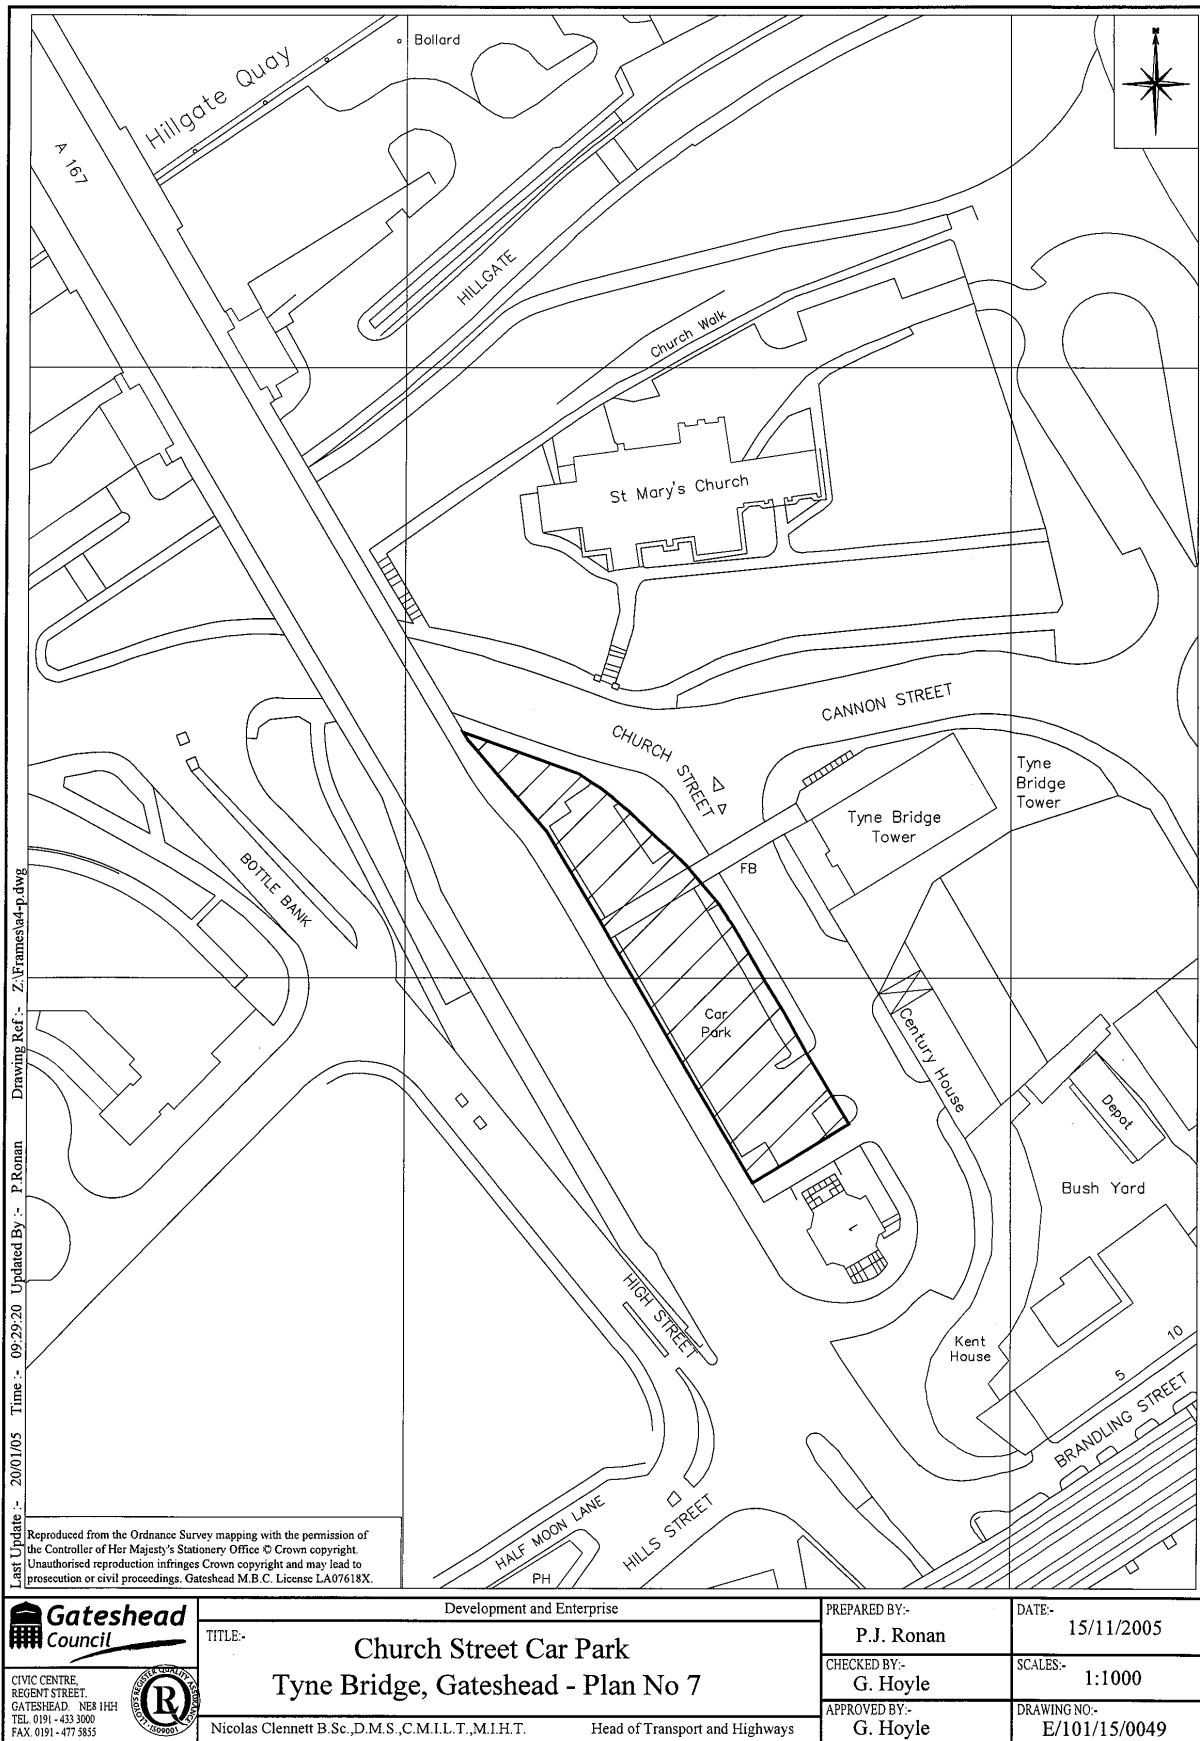 Bollard
N
Hillgate Quay
A 167
HILLGATE
Church Walk
St Mary's Church
CANNON STREET
CHURCH STREET
Tyne
Bridge
Tower
Tyne Bridge
Tower
FB
BOTTLE BANK
Car
Park
Century House
Depot
Bush Yard
1
HIGH STREET
Kent
House
10
5
BRANDLING STREET
HALF MOON LANE
HILLS STREET
PH
Last Update :- 20/01/05 Time :- 09:29:20 Updated By :- P.Ronan Drawing Ref :- Z:\Frames\a4-p.dwg
Reproduced from the Ordnance Survey mapping with the permission of
the Controller of Her Majesty's Stationery Office © Crown copyright.
Unauthorised reproduction infringes Crown copyright and may lead to
prosecution or civil proceedings. Gateshead M.B.C. License LA07618X.
Gateshead
Council
CIVIC CENTRE,
REGENT STREET.
GATESHEAD. NE8 1HH
TEL. 0191 - 433 3000
FAX. 0191 - 477 5855
LLOYD'S REGISTER QUALITY ASSURANCE
R
ISO9001
Development and Enterprise
TITLE:-
Church Street Car Park
Tyne Bridge, Gateshead - Plan No 7
Nicolas Clennett B.Sc.,D.M.S.,C.M.I.L.T.,M.I.H.T. Head of Transport and Highways
PREPARED BY:-
P.J. Ronan
CHECKED BY:-
G. Hoyle
APPROVED BY:-
G. Hoyle
DATE:-
15/11/2005
SCALES:-
1:1000
DRAWING NO:-
E/101/15/0049